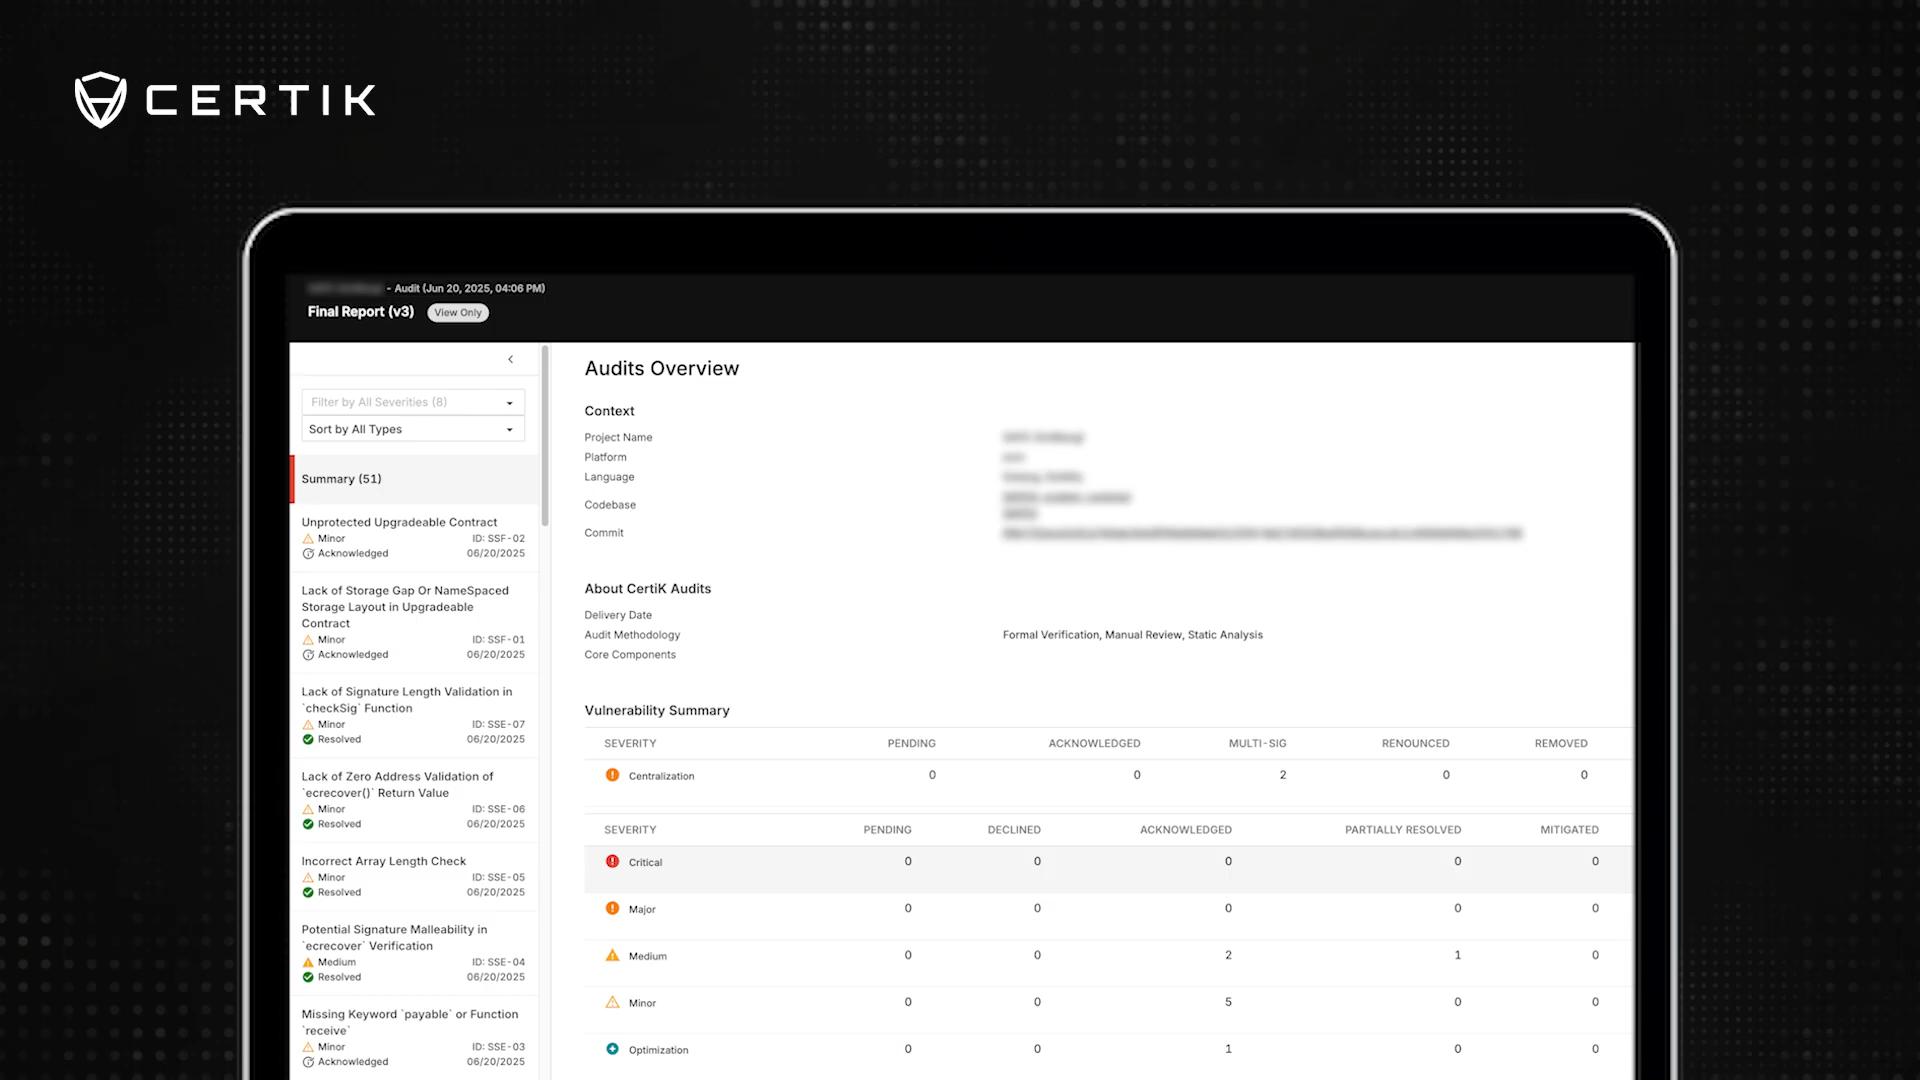 CERTIK
- Audit (Jun 20, 2025, 04:06 PM)
Final Report (v3) View Only
Filter by All Severities (8)
Sort by All Types
Summary (51)
Unprotected Upgradeable Contract
Minor ID: SSF-02
Acknowledged 06/20/2025
Lack of Storage Gap Or NameSpaced
Storage Layout in Upgradeable
Contract
Minor ID: SSF-01
Acknowledged 06/20/2025
Lack of Signature Length Validation in
`checkSig` Function
Minor ID: SSE-07
Resolved 06/20/2025
Lack of Zero Address Validation of
`ecrecover()` Return Value
Minor ID: SSE-06
Resolved 06/20/2025
Incorrect Array Length Check
Minor ID: SSE-05
Resolved 06/20/2025
Potential Signature Malleability in
`ecrecover` Verification
Medium ID: SSE-04
Resolved 06/20/2025
Missing Keyword `payable` or Function
`receive`
Minor ID: SSE-03
Acknowledged 06/20/2025
Audits Overview
Context
Project Name
Platform
Language
Codebase
Commit
About CertiK Audits
Delivery Date
Audit Methodology Formal Verification, Manual Review, Static Analysis
Core Components
Vulnerability Summary
SEVERITY PENDING ACKNOWLEDGED MULTI-SIG RENOUNCED REMOVED
Centralization 0 0 2 0 0
SEVERITY PENDING DECLINED ACKNOWLEDGED PARTIALLY RESOLVED MITIGATED
Critical 0 0 0 0 0
Major 0 0 0 0 0
Medium 0 0 2 1 0
Minor 0 0 5 0 0
Optimization 0 0 1 0 0